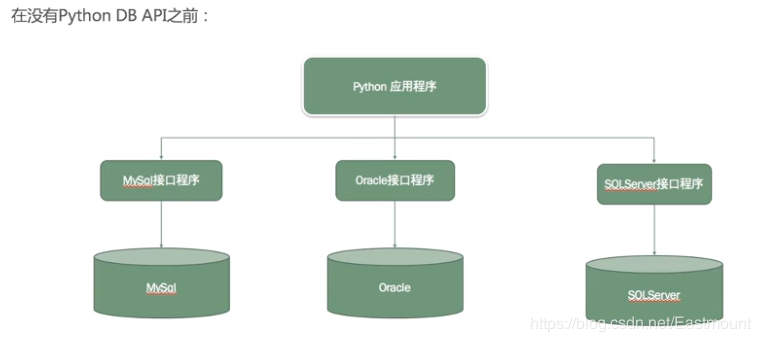 在没有Python DB API之前：
Python 应用程序
MySql接口程序
Oracle接口程序
SQLServer接口程序
MySql
Oracle
SQLServer
https://blog.csdn.net/Eastmount